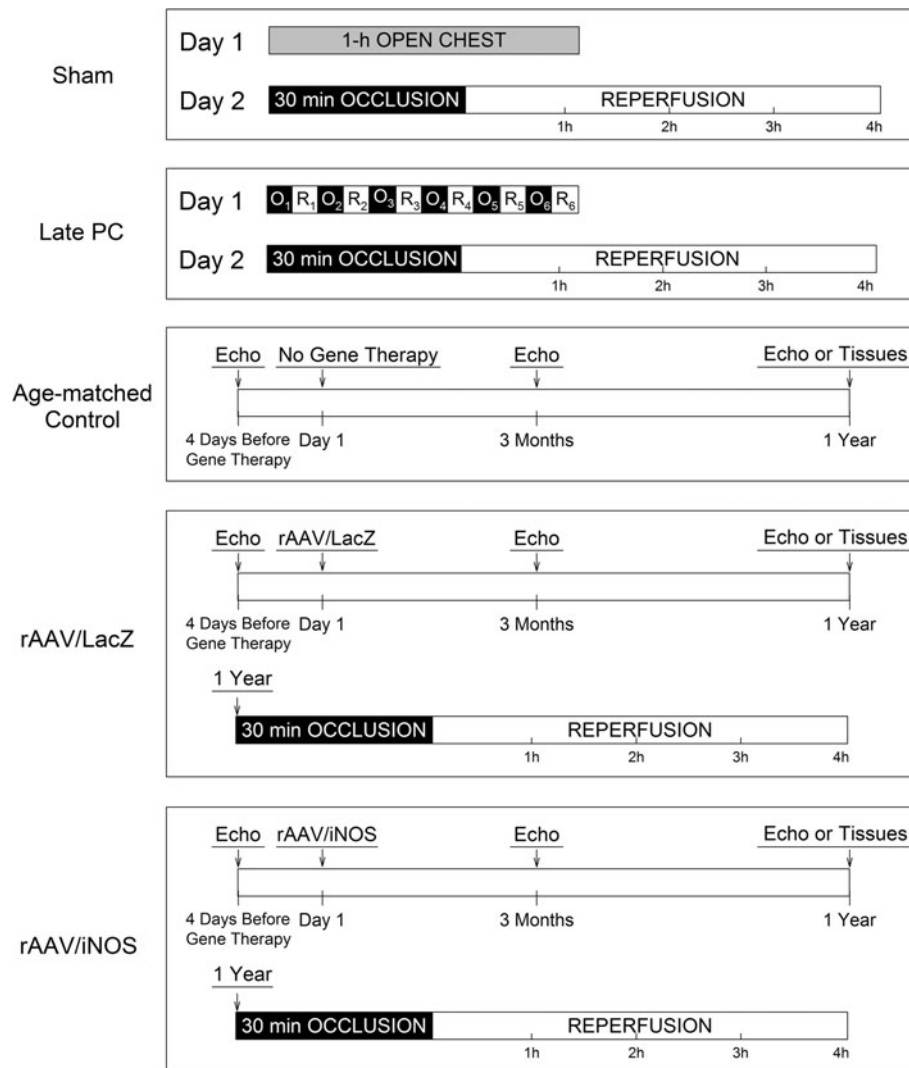 Sham
Day 1
1-h OPEN CHEST
Day 2
30 min OCCLUSION REPERFUSION
1h 2h 3h 4h
Late PC
Day 1
O1 R1 O2 R2 O3 R3 O4 R4 O5 R5 O6 R6
Day 2
30 min OCCLUSION REPERFUSION
1h 2h 3h 4h
Age-matched
Control
Echo No Gene Therapy Echo Echo or Tissues
4 Days Before Day 1 3 Months 1 Year
Gene Therapy
rAAV/LacZ
Echo rAAV/LacZ Echo Echo or Tissues
4 Days Before Day 1 3 Months 1 Year
Gene Therapy
1 Year
30 min OCCLUSION REPERFUSION
1h 2h 3h 4h
rAAV/iNOS
Echo rAAV/iNOS Echo Echo or Tissues
4 Days Before Day 1 3 Months 1 Year
Gene Therapy
1 Year
30 min OCCLUSION REPERFUSION
1h 2h 3h 4h